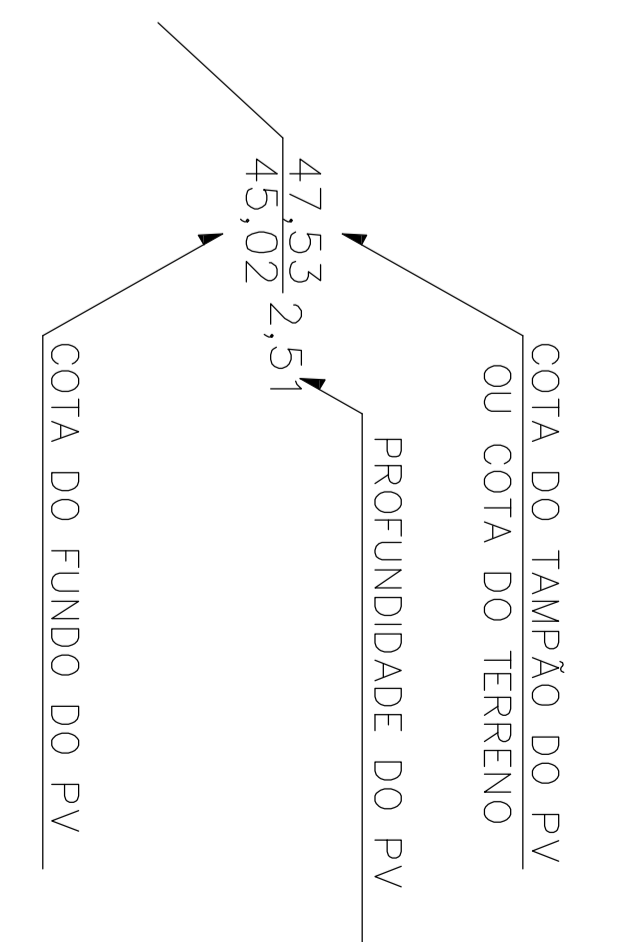 COTA DO TAMPÃO DO PV
OU COTA DO TERRENO
PROFUNDIDADE DO PV
47,53
45,02
2,51
COTA DO FUNDO DO PV